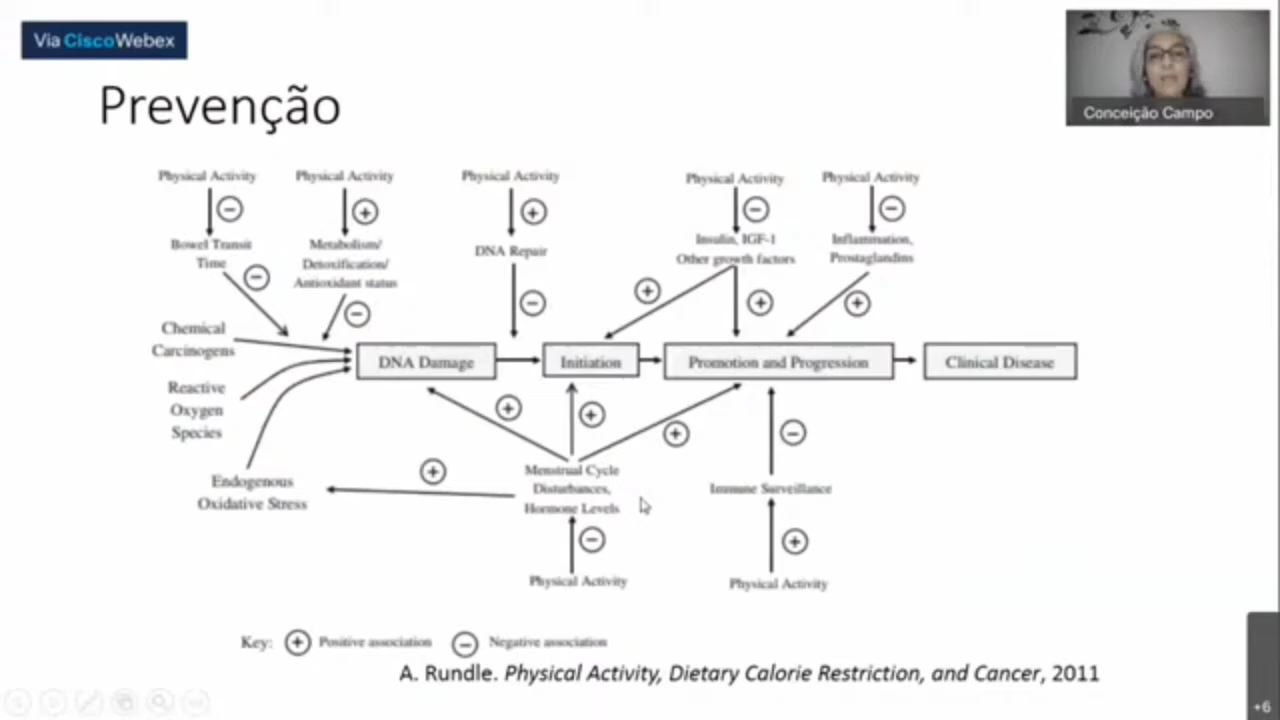 Via CiscoWebex
Conceição Campo
Prevenção
Physical Activity
Physical Activity
Physical Activity
Physical Activity
Physical Activity
Bowel Transit
Time
Metabolism/
Detoxification/
Antioxidant status
DNA Repair
Insulin, IGF-1
Other growth factors
Inflammation,
Prostaglandins
Chemical
Carcinogens
Reactive
Oxygen
Species
Endogenous
Oxidative Stress
DNA Damage
Initiation
Promotion and Progression
Clinical Disease
Menstrual Cycle
Disturbances,
Hormone Levels
Immune Surveillance
Physical Activity
Physical Activity
Key: + Positive association − Negative association
A. Rundle. Physical Activity, Dietary Calorie Restriction, and Cancer, 2011
+6